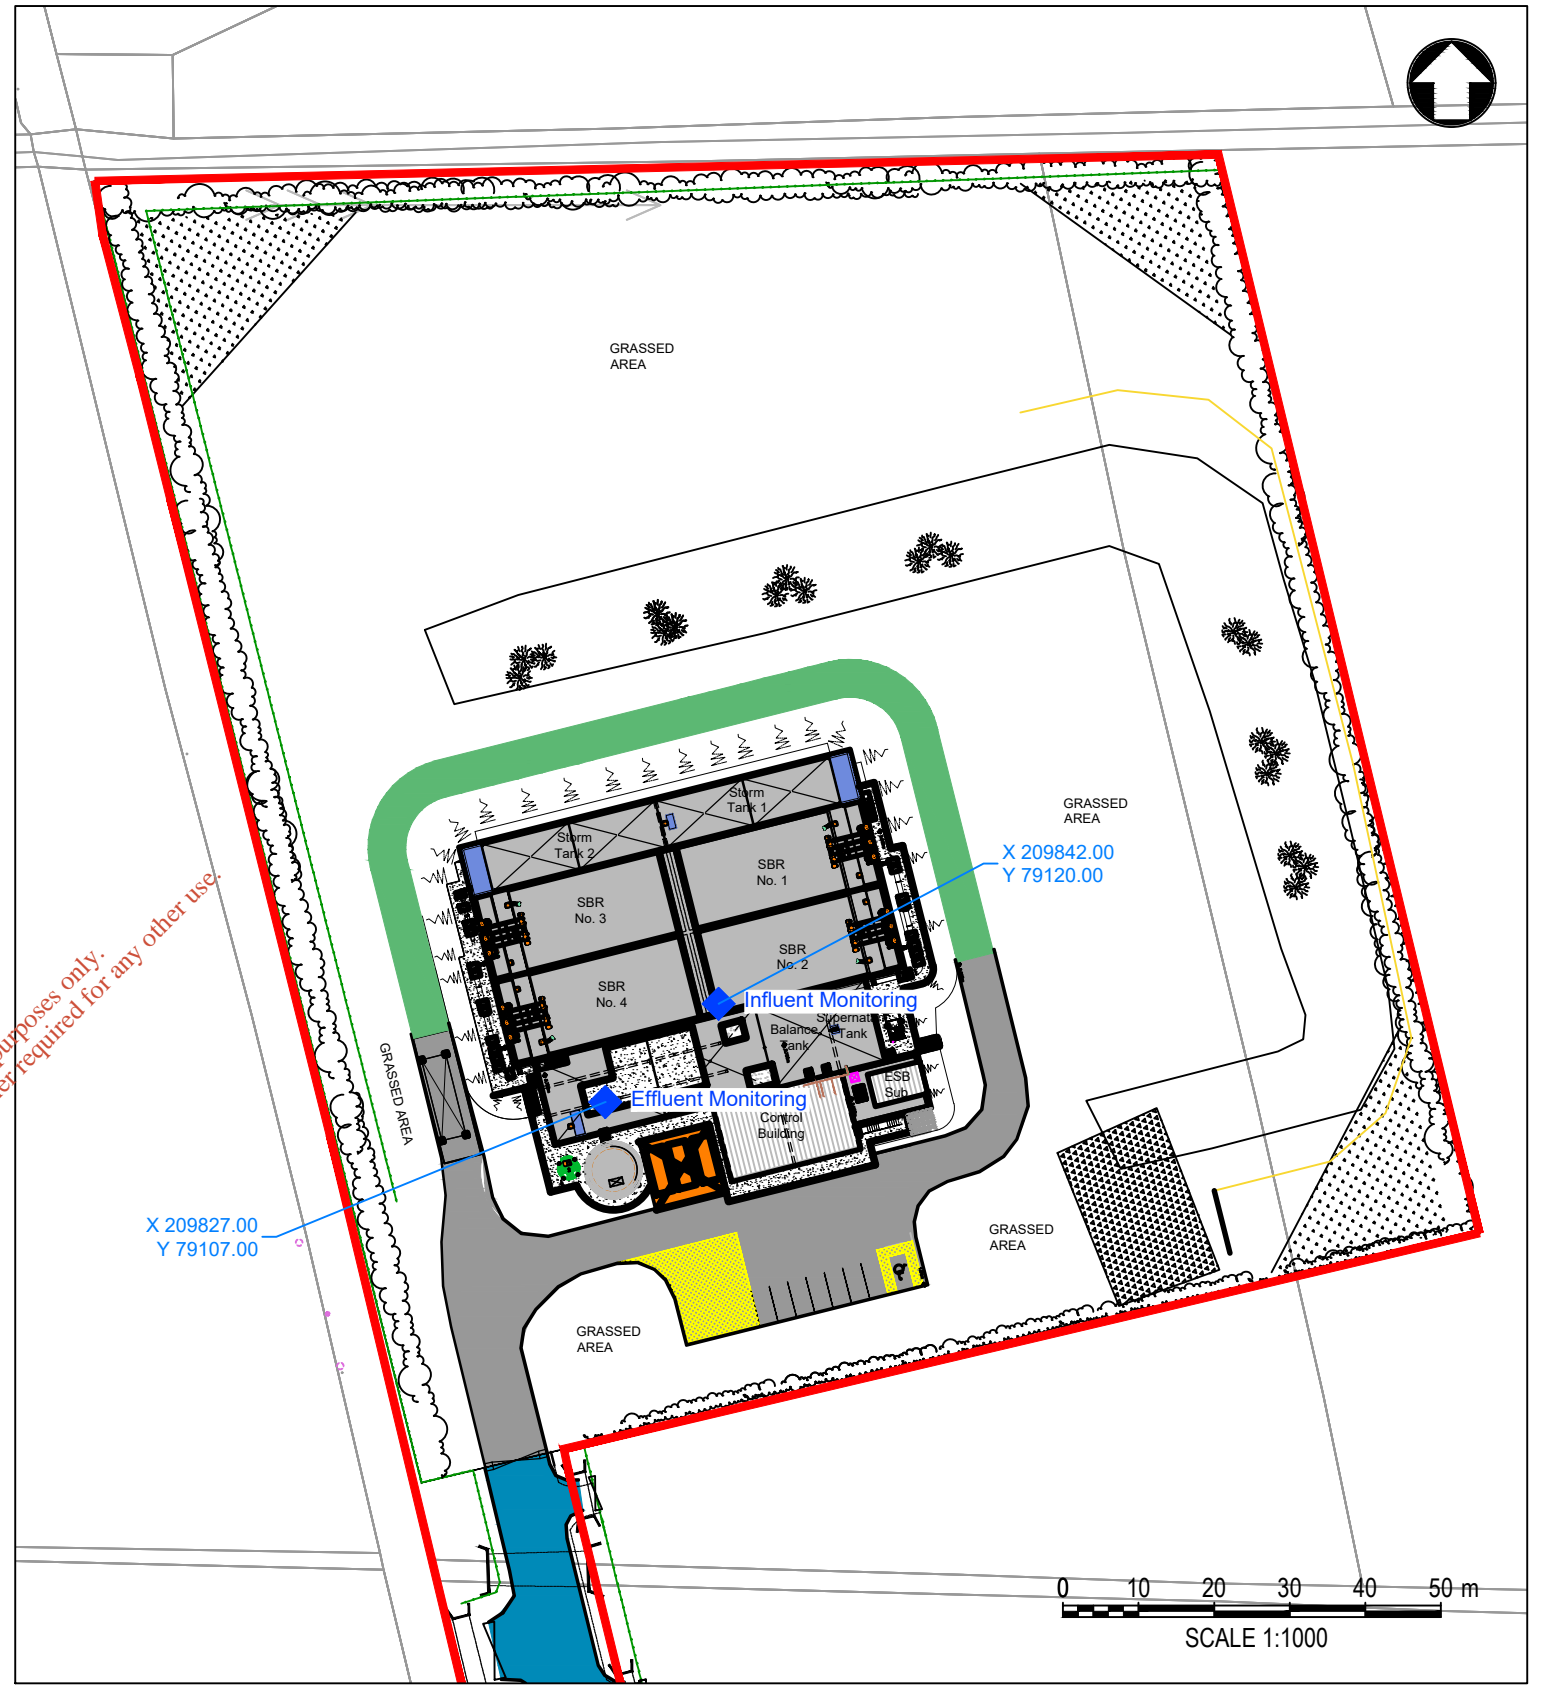 GRASSED
AREA
Storm
Tank 1
Storm
Tank 2
GRASSED
AREA
X 209842.00
Y 79120.00
SBR
No. 1
SBR
No. 3
SBR
No. 2
SBR
No. 4
purposes only.
required for any other use.
Influent Monitoring
Tank
Balance
Tank
GRASSED AREA
ESB
Sub
Effluent Monitoring
Control
Building
X 209827.00
Y 79107.00
GRASSED
AREA
GRASSED
AREA
0 10 20 30 40 50 m
SCALE 1:1000